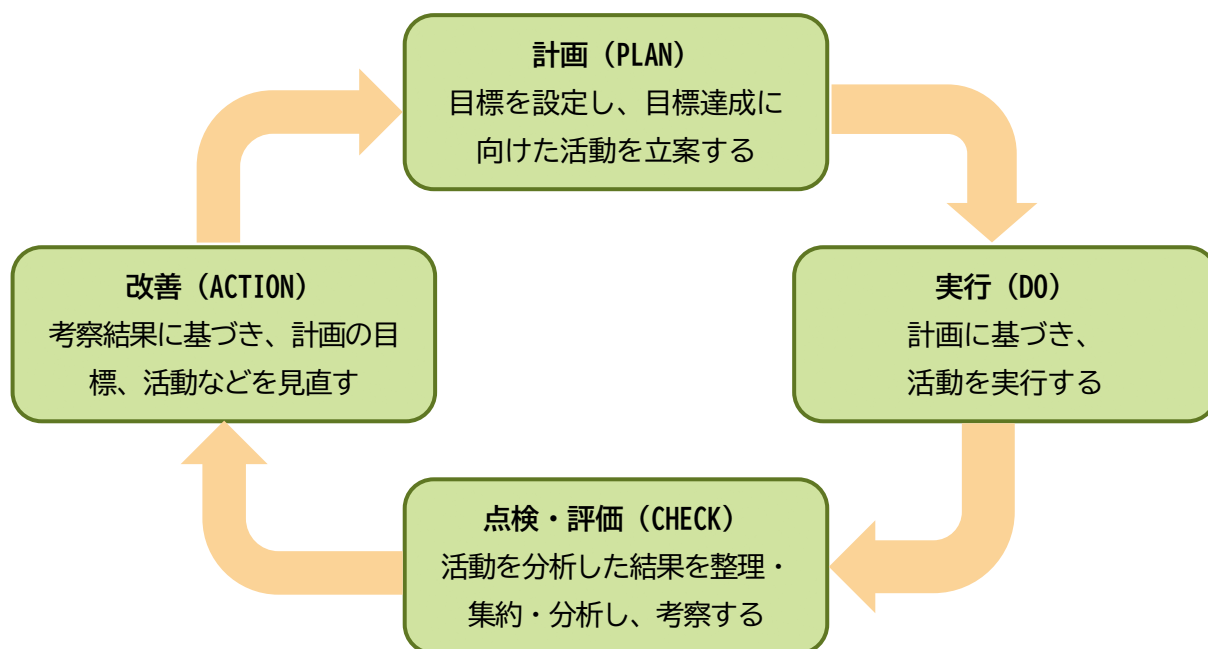 計画（PLAN）
目標を設定し、目標達成に
向けた活動を立案する
改善（ACTION）
考察結果に基づき、計画の目
標、活動などを見直す
実行（DO）
計画に基づき、
活動を実行する
点検・評価（CHECK）
活動を分析した結果を整理・
集約・分析し、考察する